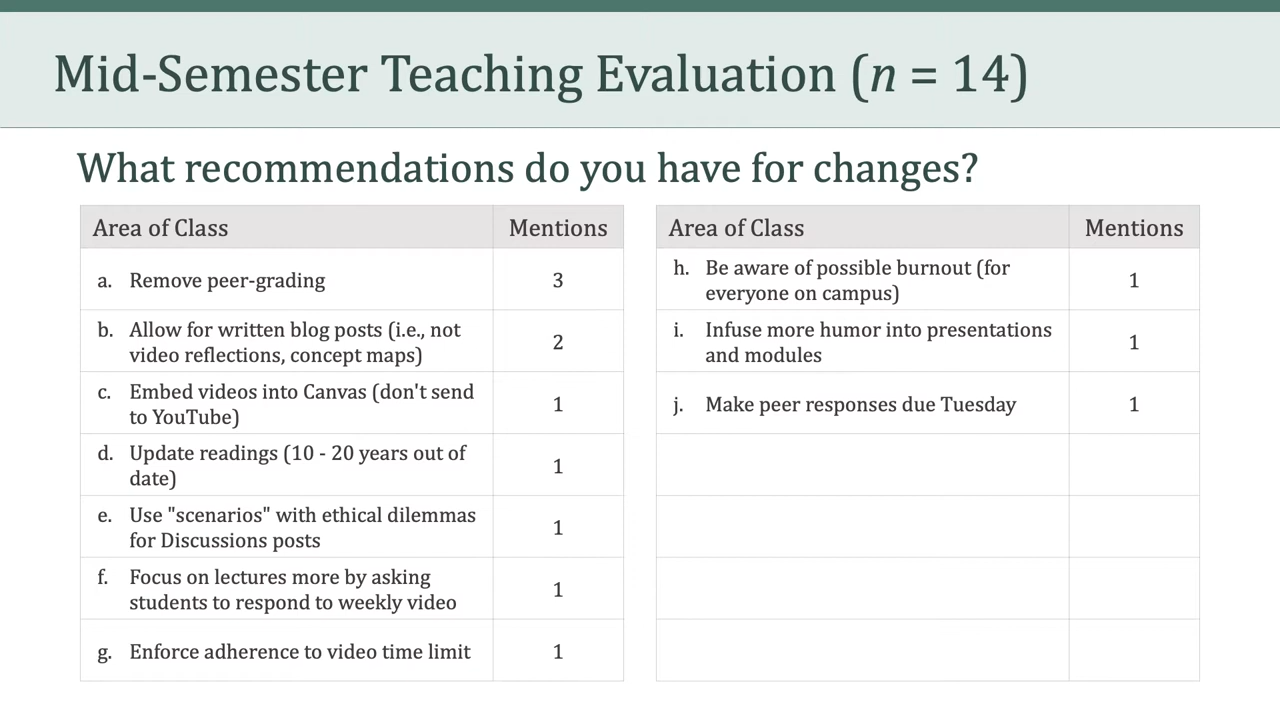 Mid-Semester Teaching Evaluation (n = 14)
What recommendations do you have for changes?
Area of Class Mentions
a. Remove peer-grading 3
b. Allow for written blog posts (i.e., not
video reflections, concept maps) 2
c. Embed videos into Canvas (don't send
to YouTube) 1
d. Update readings (10 - 20 years out of
date) 1
e. Use "scenarios" with ethical dilemmas
for Discussions posts 1
f. Focus on lectures more by asking
students to respond to weekly video 1
g. Enforce adherence to video time limit 1
Area of Class Mentions
h. Be aware of possible burnout (for
everyone on campus) 1
i. Infuse more humor into presentations
and modules 1
j. Make peer responses due Tuesday 1